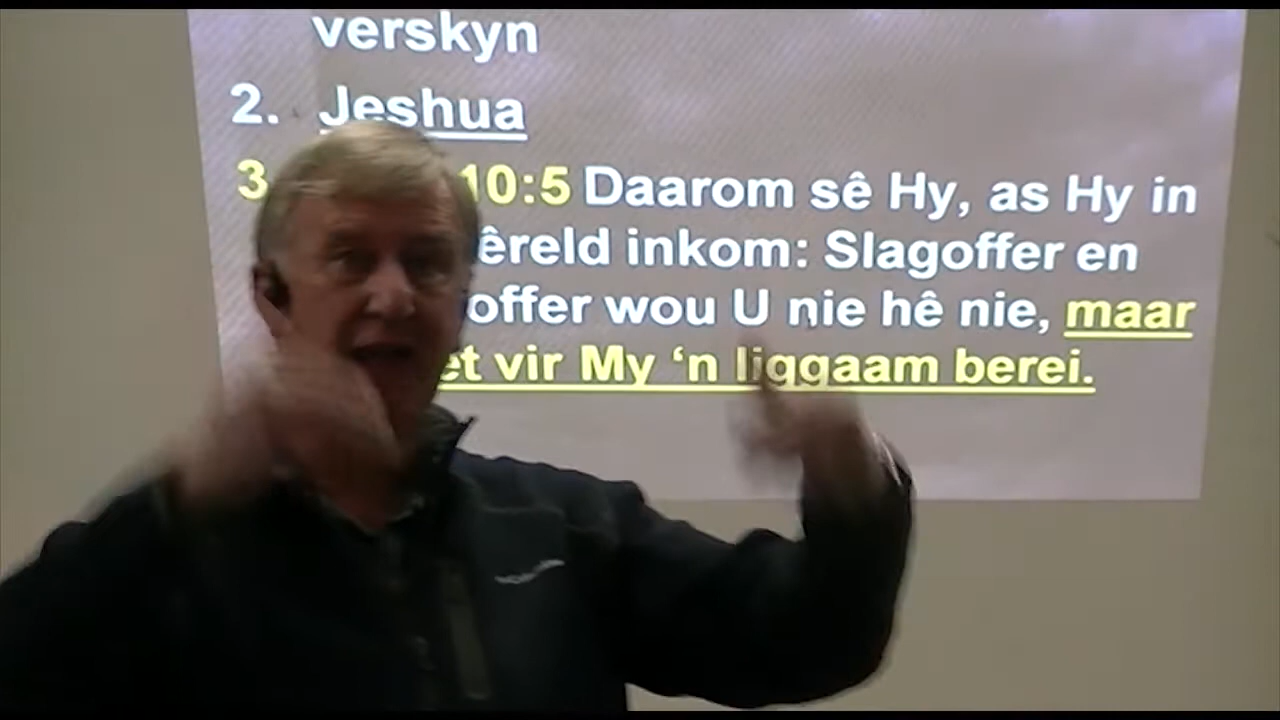 verskyn
2. Jeshua
3 10:5 Daarom sê Hy, as Hy in
êreld inkom: Slagoffer en
offer wou U nie hê nie, maar
et vir My ‘n liggaam berei.